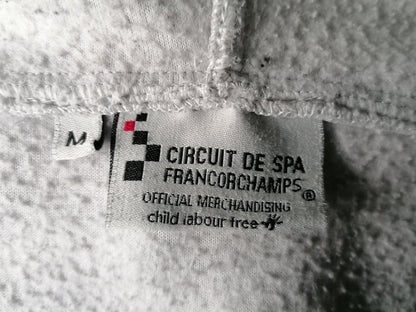 M
CIRCUIT DE SPA
FRANCORCHAMPS®
OFFICIAL MERCHANDISING
child labour free